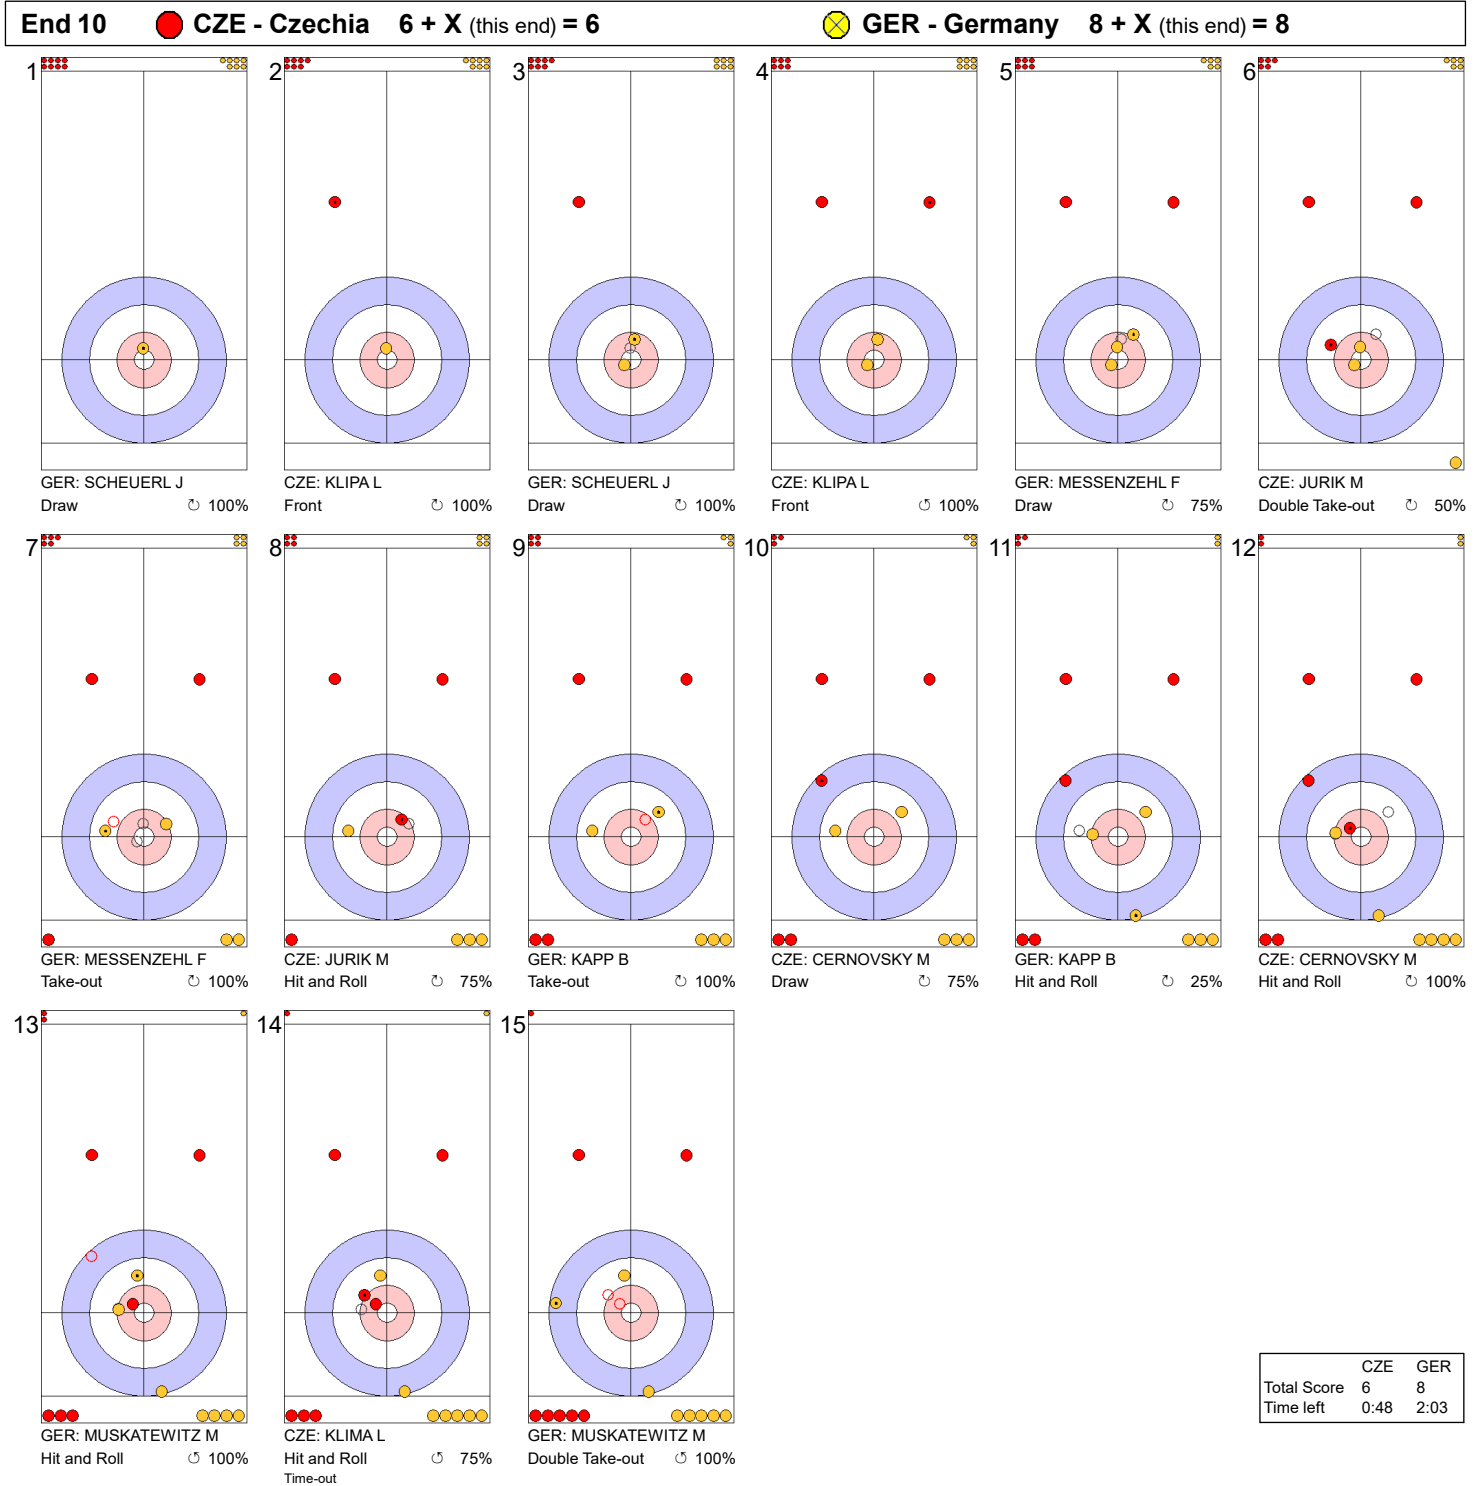 End 10 CZE - Czechia 6 + X (this end) = 6 GER - Germany 8 + X (this end) = 8
1 2 3 4 5 6
GER: SCHEUERL J CZE: KLIPA L GER: SCHEUERL J CZE: KLIPA L GER: MESSENZEHL F CZE: JURIK M
Draw ↻ 100% Front ↻ 100% Draw ↻ 100% Front ↺ 100% Draw ↻ 75% Double Take-out ↻ 50%
7 8 9 10 11 12
GER: MESSENZEHL F CZE: JURIK M GER: KAPP B CZE: CERNOVSKY M GER: KAPP B CZE: CERNOVSKY M
Take-out ↻ 100% Hit and Roll ↻ 75% Take-out ↻ 100% Draw ↻ 75% Hit and Roll ↻ 25% Hit and Roll ↻ 100%
13 14 15
GER: MUSKATEWITZ M CZE: KLIMA L GER: MUSKATEWITZ M
Hit and Roll ↺ 100% Hit and Roll ↺ 75% Double Take-out ↺ 100%
Time-out
CZE GER
Total Score 6 8
Time left 0:48 2:03